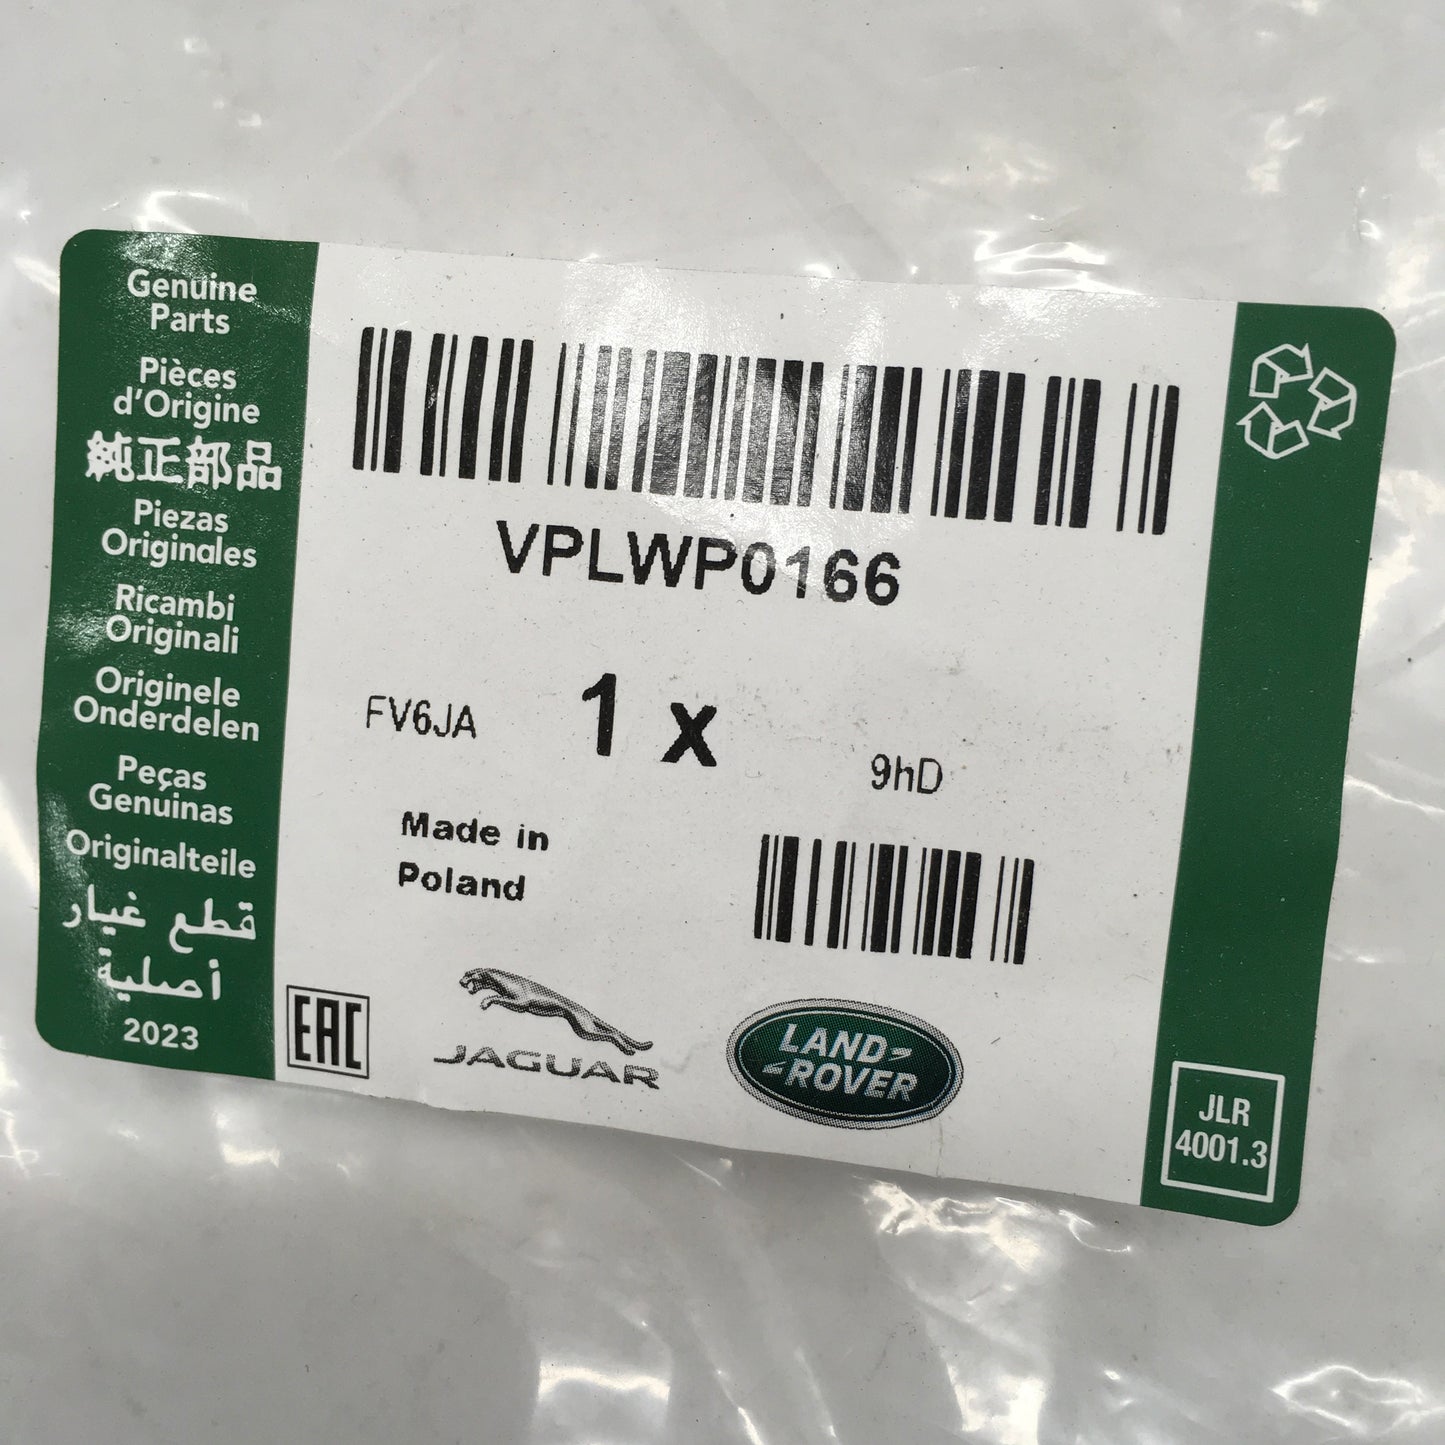 Genuine
Parts
Pièces
d'Origine
純正部品
Piezas
Originales
Ricambi
Originali
Originele
Onderdelen
Peças
Genuinas
Originalteile
قطع غيار
أصلية
2023
VPLWP0166
FV6JA
1 x
9hD
Made in
Poland
EAC
JAGUAR
LAND
ROVER
JLR
4001.3